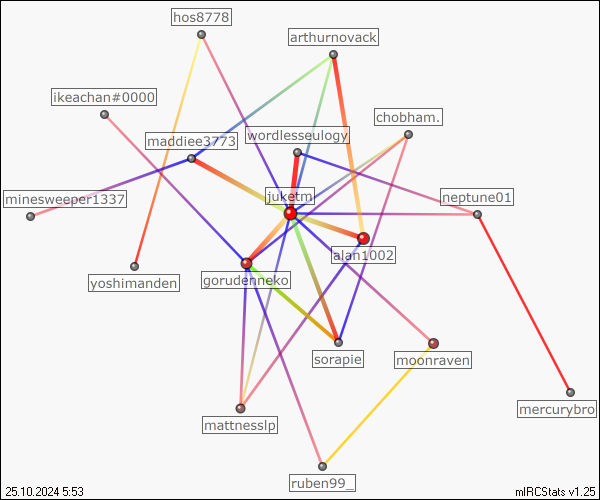 hos8778
arthurnovack
ikeachan#0000
chobham.
wordlesseulogy
maddiee3773
minesweeper1337
juketm
neptune01
alan1002
yoshimanden
gorudenneko
sorapie
moonraven
mercurybro
mattnesslp
ruben99_
25.10.2024 5:53
mIRCStats v1.25